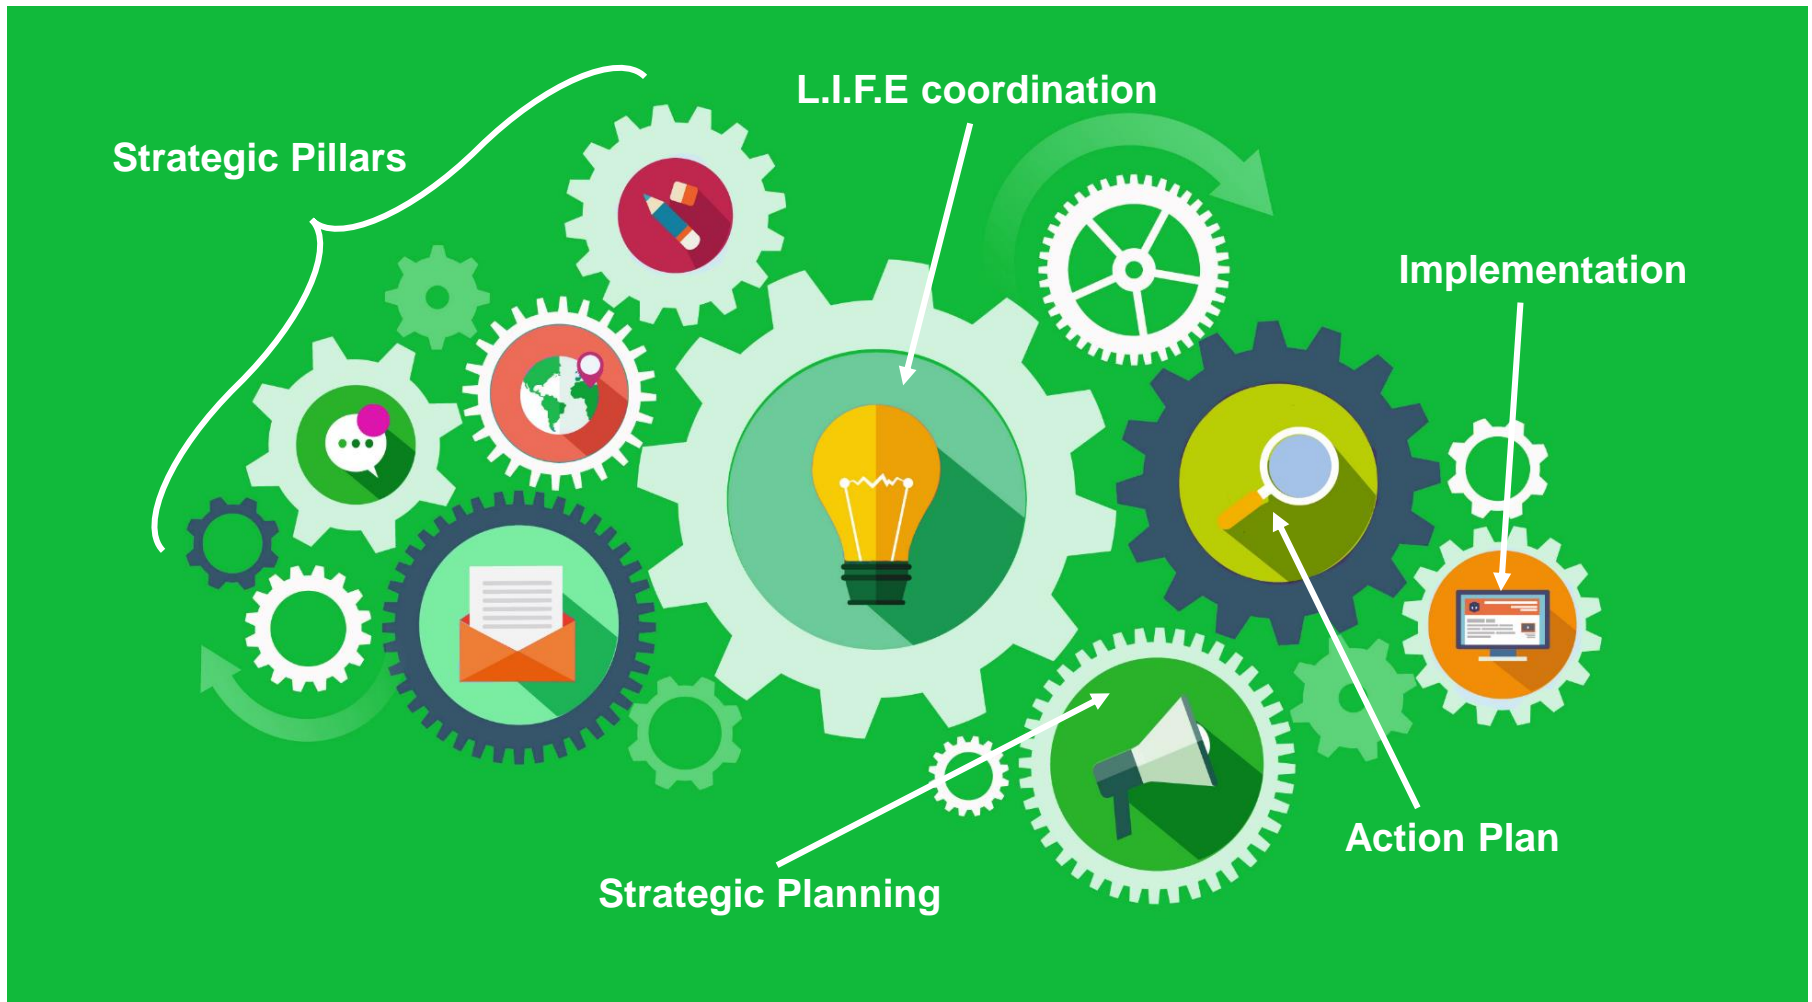 L.I.F.E coordination
Strategic Pillars
Implementation
Action Plan
Strategic Planning